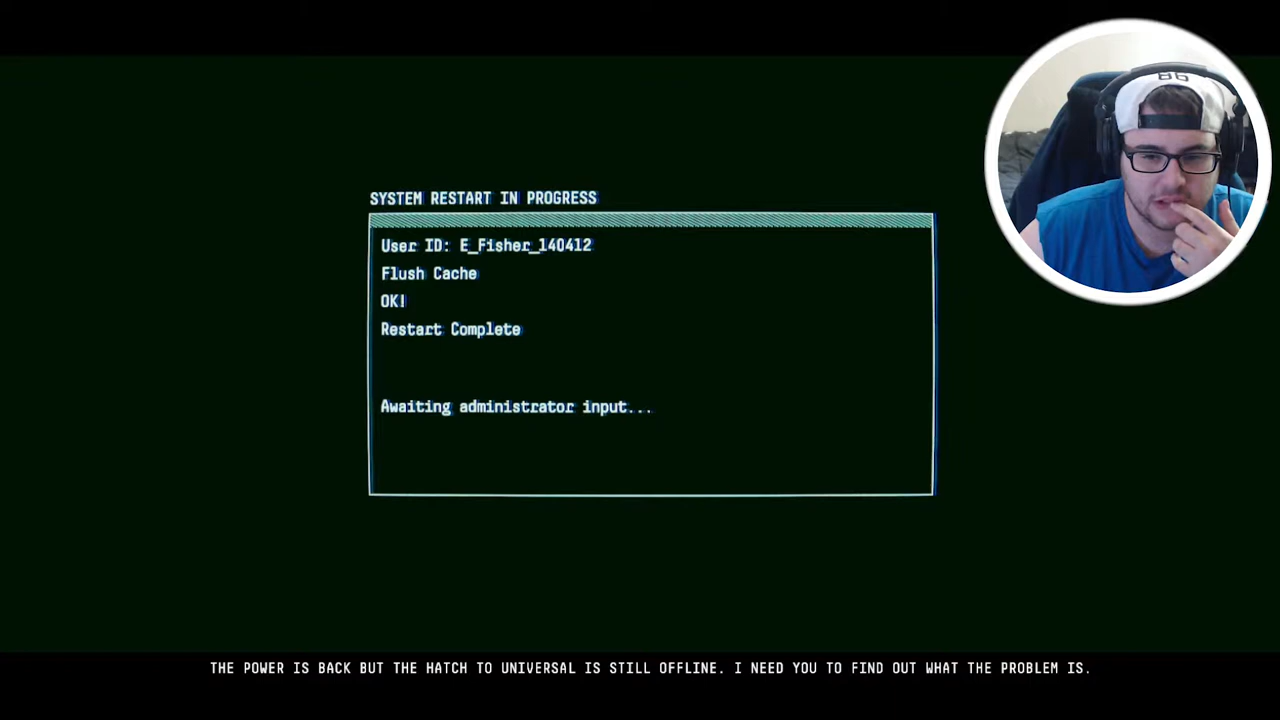 86
SYSTEM RESTART IN PROGRESS
User ID: E_Fisher_140412
Flush Cache
OK!
Restart Complete
Awaiting administrator input...
THE POWER IS BACK BUT THE HATCH TO UNIVERSAL IS STILL OFFLINE. I NEED YOU TO FIND OUT WHAT THE PROBLEM IS.